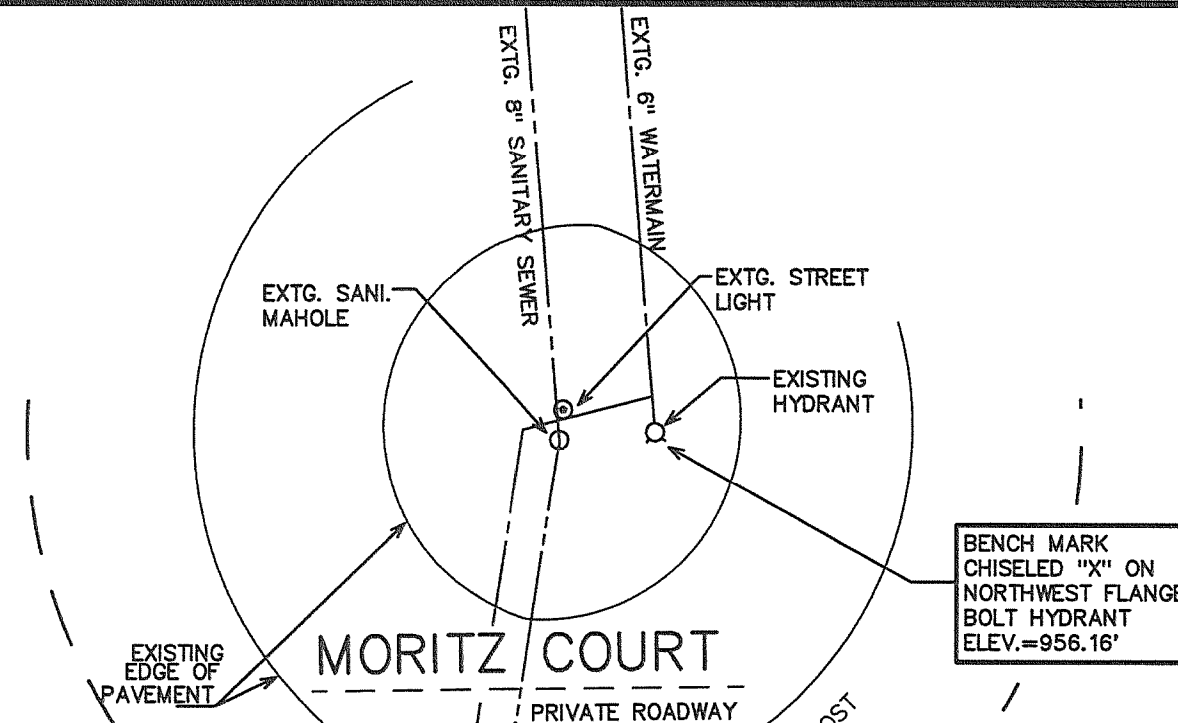 EXTG. 8" SANITARY SEWER
EXTG. 6" WATERMAIN
EXTG. SANI.
MAHOLE
EXTG. STREET
LIGHT
EXISTING
HYDRANT
BENCH MARK
CHISELED "X" ON
NORTHWEST FLANGE
BOLT HYDRANT
ELEV.=956.16'
EXISTING
EDGE OF
PAVEMENT
MORITZ COURT
PRIVATE ROADWAY
OST